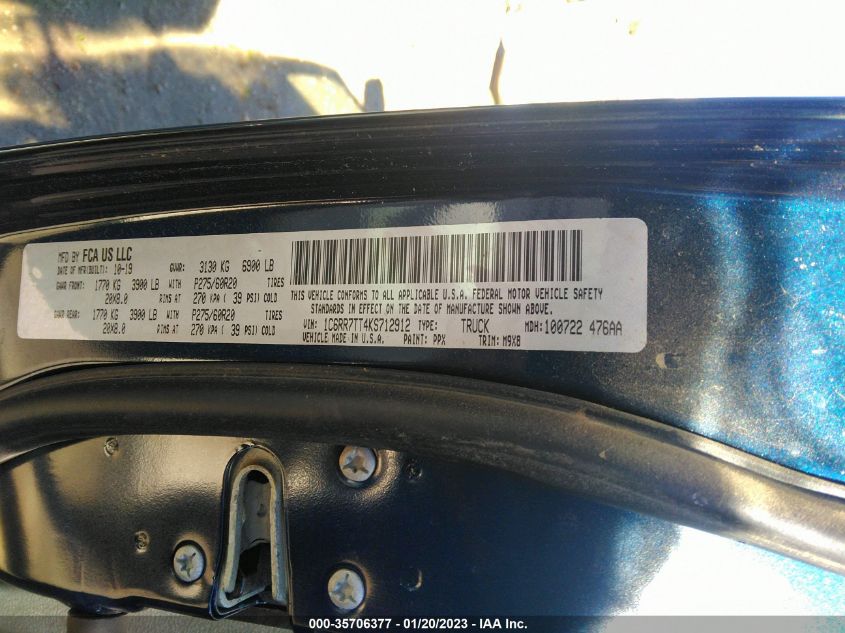 MFD BY FCA US LLC
DATE OF MFR(BUILT): 10-19 GVWR: 3130 KG 6900 LB
GAWR FRONT: 1770 KG 3900 LB WITH P275/60R20 TIRES
20X8.0 RIMS AT 270 KPA ( 39 PSI) COLD
GAWR REAR: 1770 KG 3900 LB WITH P275/60R20 TIRES
20X8.0 RIMS AT 270 KPA ( 39 PSI) COLD
THIS VEHICLE CONFORMS TO ALL APPLICABLE U.S.A. FEDERAL MOTOR VEHICLE SAFETY
STANDARDS IN EFFECT ON THE DATE OF MANUFACTURE SHOWN ABOVE.
VIN: 1C6RR7TT4KS712912 TYPE: TRUCK MDH: 100722 476AA
VEHICLE MADE IN U.S.A. PAINT: PPX TRIM: M9X8
000-35706377 - 01/20/2023 - IAA Inc.